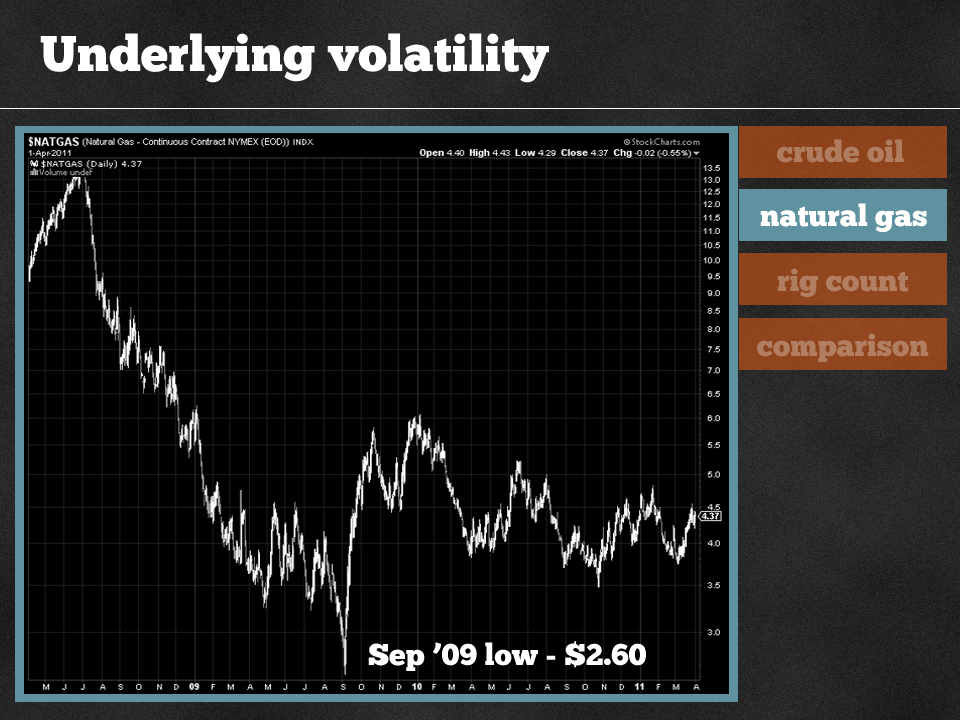 Underlying volatility
$NATGAS (Natural Gas - Continuous Contract NYMEX (EOD)) INDX
© StockCharts.com
1-Apr-2011
Open 4.40 High 4.43 Low 4.29 Close 4.37 Chg -0.02 (-0.55%)
$NATGAS (Daily) 4.37
Volume undef
13.5
13.0
12.5
12.0
11.5
11.0
10.5
10.0
9.5
9.0
8.5
8.0
7.5
7.0
6.5
6.0
5.5
5.0
4.5
4.37
4.0
3.5
3.0
Sep ’09 low - $2.60
M J J A S O N D 09 F M A M J J A S O N D 10 F M A M J J A S O N D 11 F M A
crude oil
natural gas
rig count
comparison